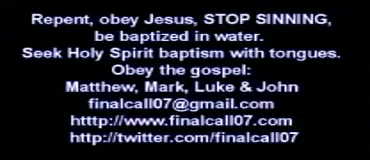 Repent, obey Jesus, STOP SINNING,
be baptized in water.
Seek Holy Spirit baptism with tongues.
Obey the gospel:
Matthew, Mark, Luke & John
finalcall07@gmail.com
htttp://www.finalcall07.com
http://twitter.com/finalcall07